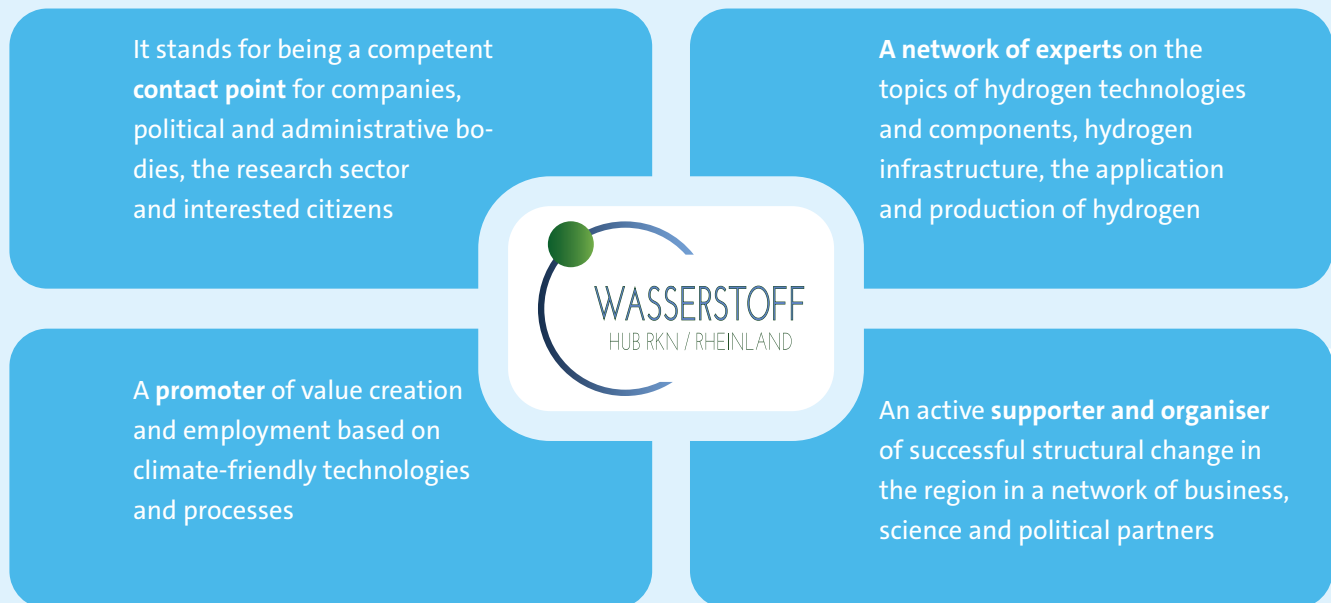 It stands for being a competent
contact point for companies,
political and administrative bo-
dies, the research sector
and interested citizens
A network of experts on the
topics of hydrogen technologies
and components, hydrogen
infrastructure, the application
and production of hydrogen
WASSERSTOFF
HUB RKN / RHEINLAND
A promoter of value creation
and employment based on
climate-friendly technologies
and processes
An active supporter and organiser
of successful structural change in
the region in a network of business,
science and political partners